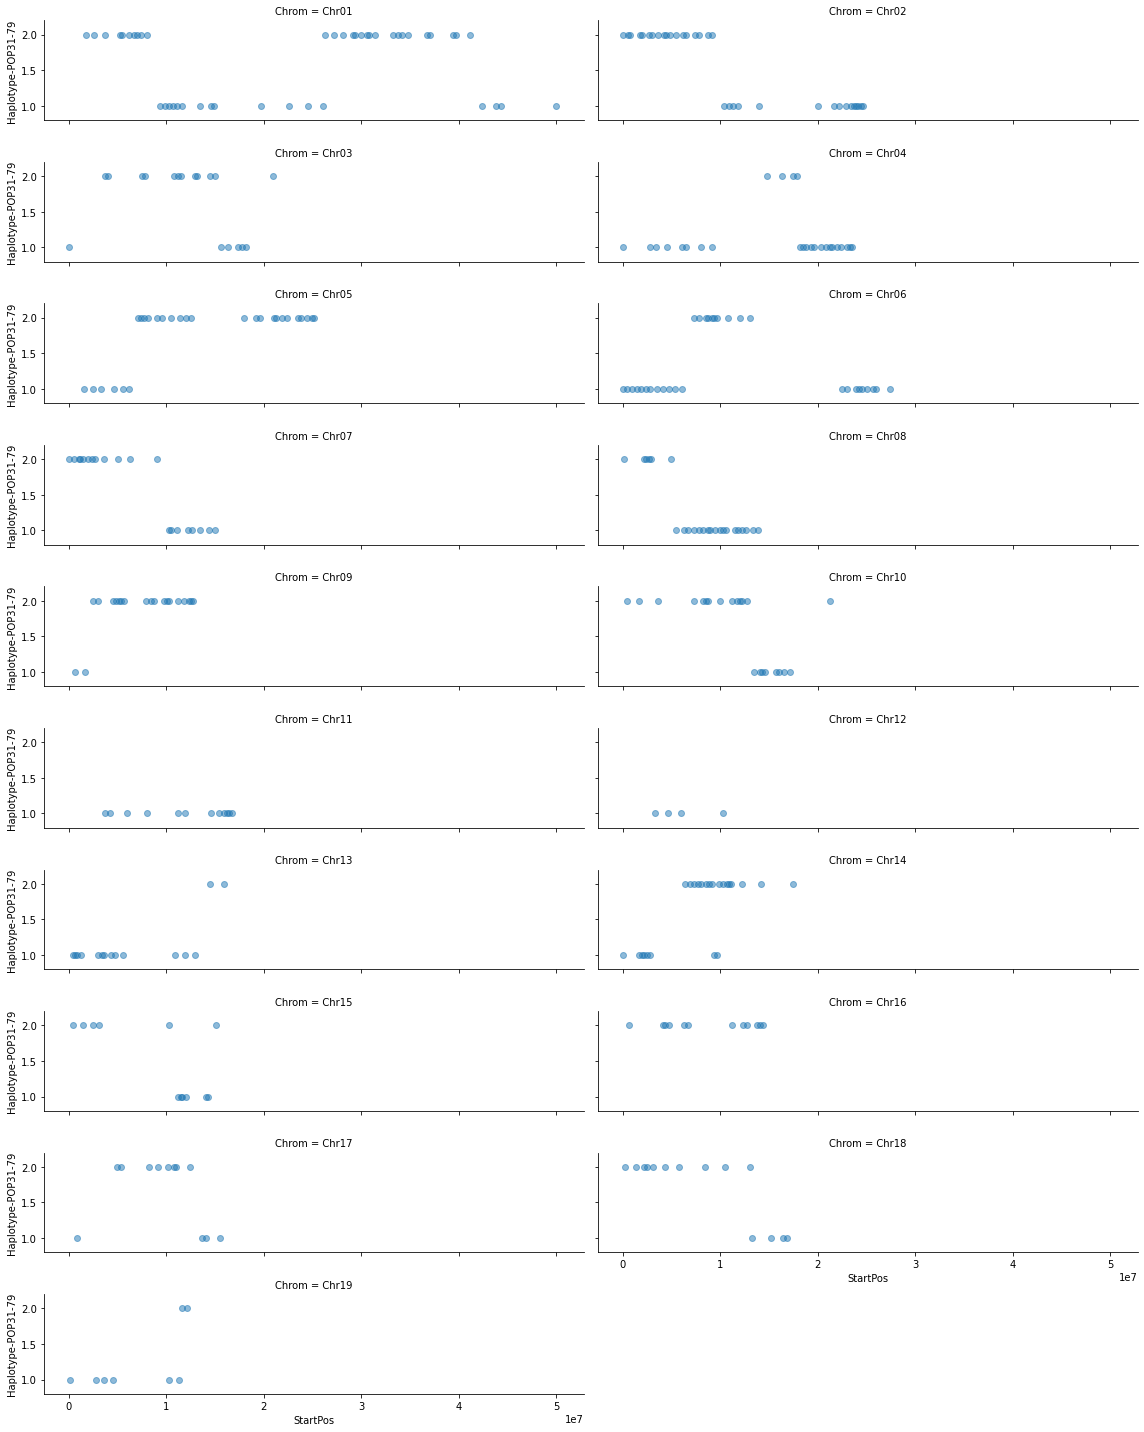 Chrom = Chr01
Chrom = Chr02
Haplotype-POP31-79
2.0
1.5
1.0
Chrom = Chr03
Chrom = Chr04
Haplotype-POP31-79
2.0
1.5
1.0
Chrom = Chr05
Chrom = Chr06
Haplotype-POP31-79
2.0
1.5
1.0
Chrom = Chr07
Chrom = Chr08
Haplotype-POP31-79
2.0
1.5
1.0
Chrom = Chr09
Chrom = Chr10
Haplotype-POP31-79
2.0
1.5
1.0
Chrom = Chr11
Chrom = Chr12
Haplotype-POP31-79
2.0
1.5
1.0
Chrom = Chr13
Chrom = Chr14
Haplotype-POP31-79
2.0
1.5
1.0
Chrom = Chr15
Chrom = Chr16
Haplotype-POP31-79
2.0
1.5
1.0
Chrom = Chr17
Chrom = Chr18
Haplotype-POP31-79
2.0
1.5
1.0
0 1 2 3 4 5
StartPos
1e7
Chrom = Chr19
Haplotype-POP31-79
2.0
1.5
1.0
0 1 2 3 4 5
StartPos
1e7